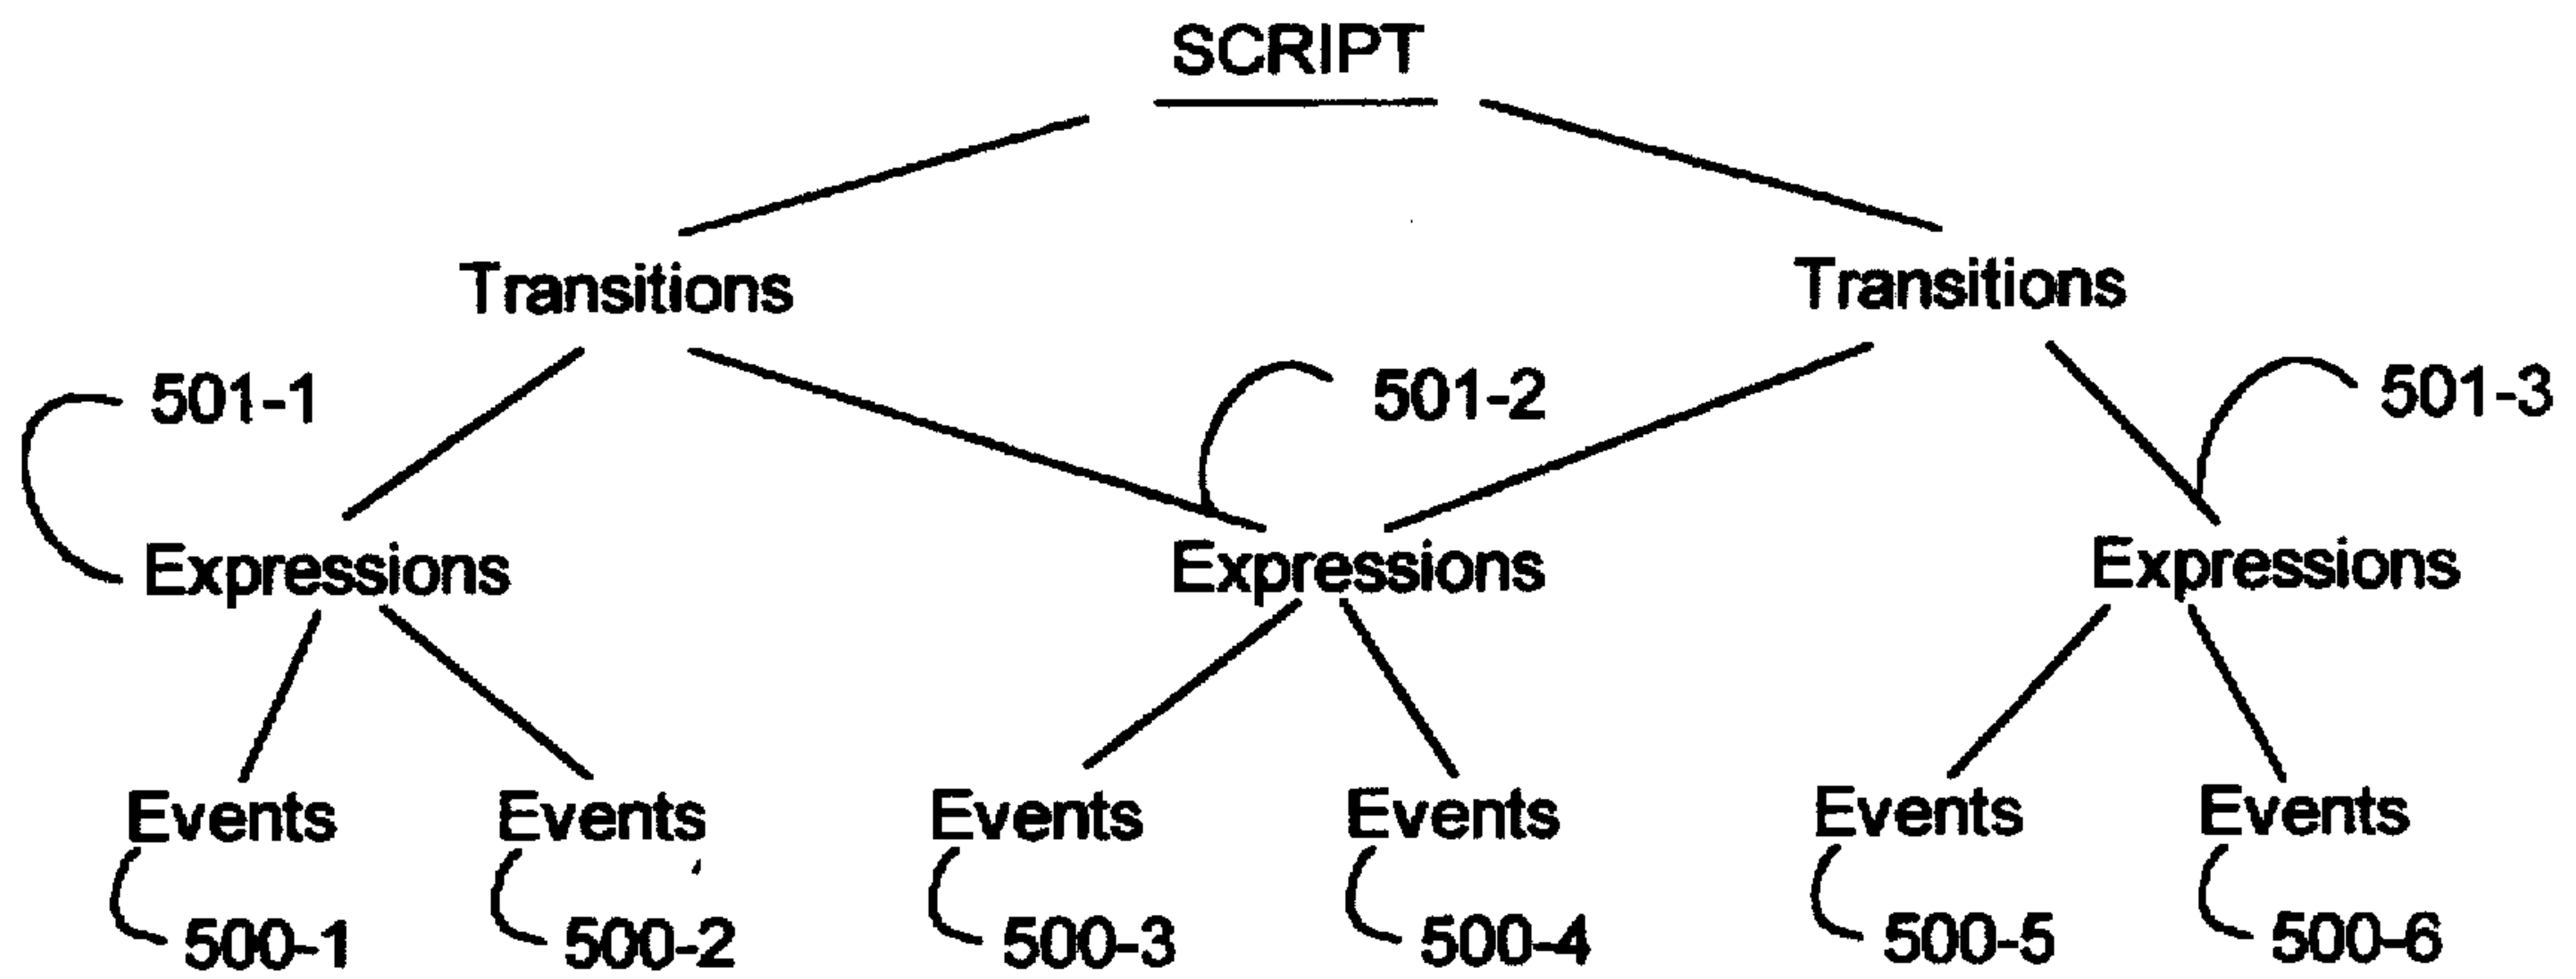 SCRIPT
Transitions Transitions
501-1 501-2 501-3
Expressions Expressions Expressions
Events Events Events Events Events Events
500-1 500-2 500-3 500-4 500-5 500-6